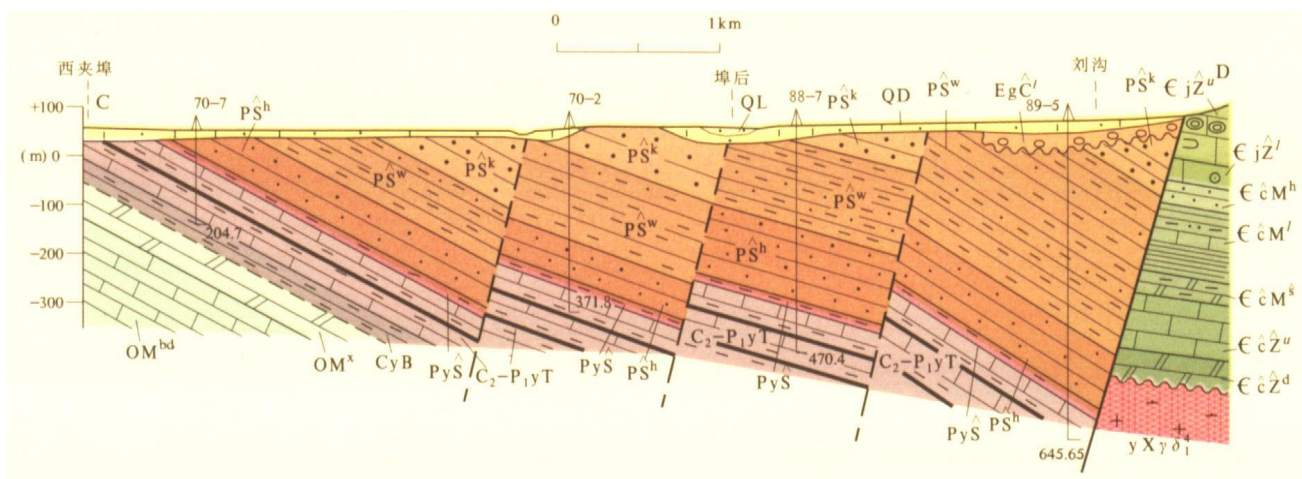 0 1km
西夹埠 埠后 刘沟
+100 C 70-7 PŜʰ 70-2 QL 88-7 PŜᵏ QD PŜʷ EgĈˡ 89-5 PŜᵏ Є jẐᵘ D
(m) 0 PŜᵏ PŜᵏ Є jẐˡ
PŜʷ PŜʷ Є ĉMʰ
-100
204.7 PŜʷ Є ĉMˡ
-200 PŜʰ
-300 371.8 Є ĉMŝ
OMᵇᵈ OMˣ CyB PyŜ C₂-P₁yT PyŜ PŜʰ C₂-P₁yT 470.4 C₂-P₁yT Є ĉẐᵘ
PyŜ Є ĉẐᵈ
PyŜ PŜʰ
645.65 yXγδ₁⁴